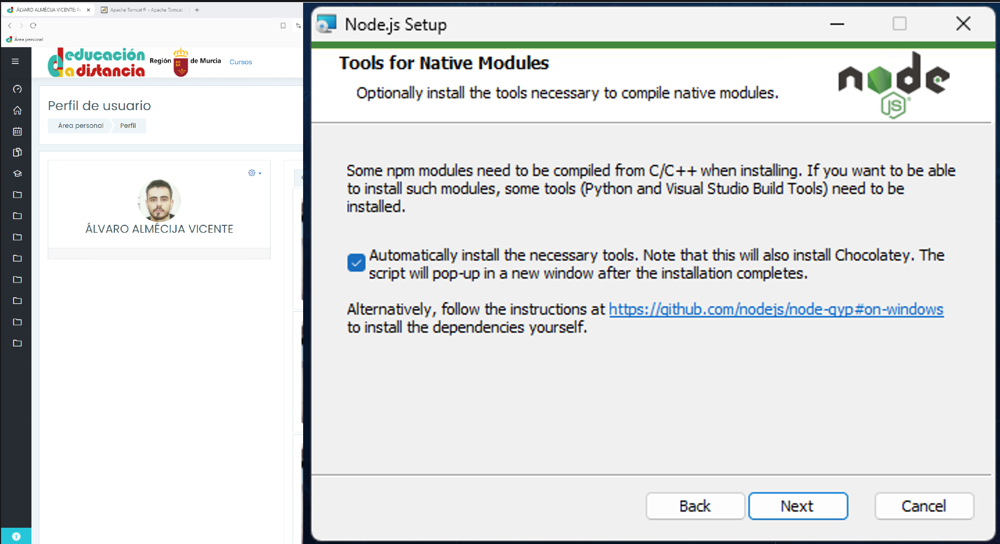 ÁLVARO ALMÉCIJA VICENTE: Pe
Apache Tomcat® - Apache Tomcat
Área personal
educación
a distancia
Región de Murcia
Cursos
Perfil de usuario
Área personal
Perfil
ÁLVARO ALMÉCIJA VICENTE
Node.js Setup
Tools for Native Modules
Optionally install the tools necessary to compile native modules.
node
JS
Some npm modules need to be compiled from C/C++ when installing. If you want to be able
to install such modules, some tools (Python and Visual Studio Build Tools) need to be
installed.
Automatically install the necessary tools. Note that this will also install Chocolatey. The
script will pop-up in a new window after the installation completes.
Alternatively, follow the instructions at https://github.com/nodejs/node-gyp#on-windows
to install the dependencies yourself.
Back
Next
Cancel